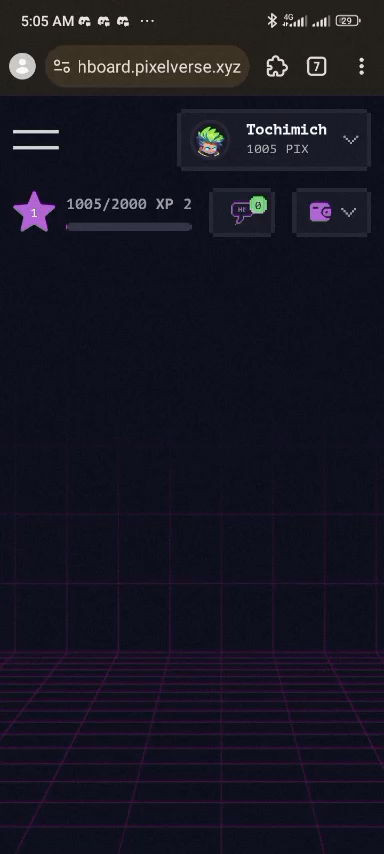 5:05 AM
4G
29
hboard.pixelverse.xyz
7
Tochimich
1005 PIX
1
1005/2000 XP 2
HI
0